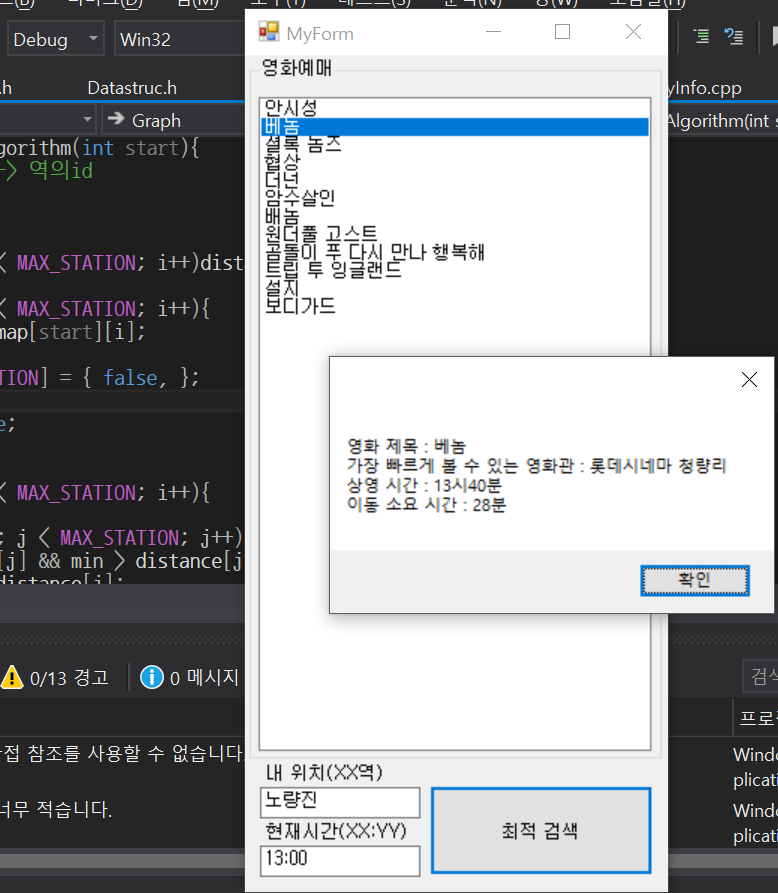 Debug
Win32
MyForm
영화예매
.h
Datastruc.h
yInfo.cpp
Graph
Algorithm(int s
gorithm(int start){
-> 역의id
< MAX_STATION; i++)dista
< MAX_STATION; i++){
map[start][i];
TION] = { false, };
e;
< MAX_STATION; i++){
; j < MAX_STATION; j++)
[j] && min > distance[j
distance[j];
안시성
베놈
셜록 놈즈
협상
더넌
암수살인
배놈
원더풀 고스트
곰돌이 푸 다시 만나 행복해
트립 투 잉글랜드
설지
보디가드
영화 제목 : 베놈
가장 빠르게 볼 수 있는 영화관 : 롯데시네마 청량리
상영 시간 : 13시40분
이동 소요 시간 : 28분
확인
0/13 경고
0 메시지
검색
프로젝
간접 참조를 사용할 수 없습니다.
너무 적습니다.
Windo
plicati
Windo
plicati
내 위치(XX역)
노량진
현재시간(XX:YY)
13:00
최적 검색